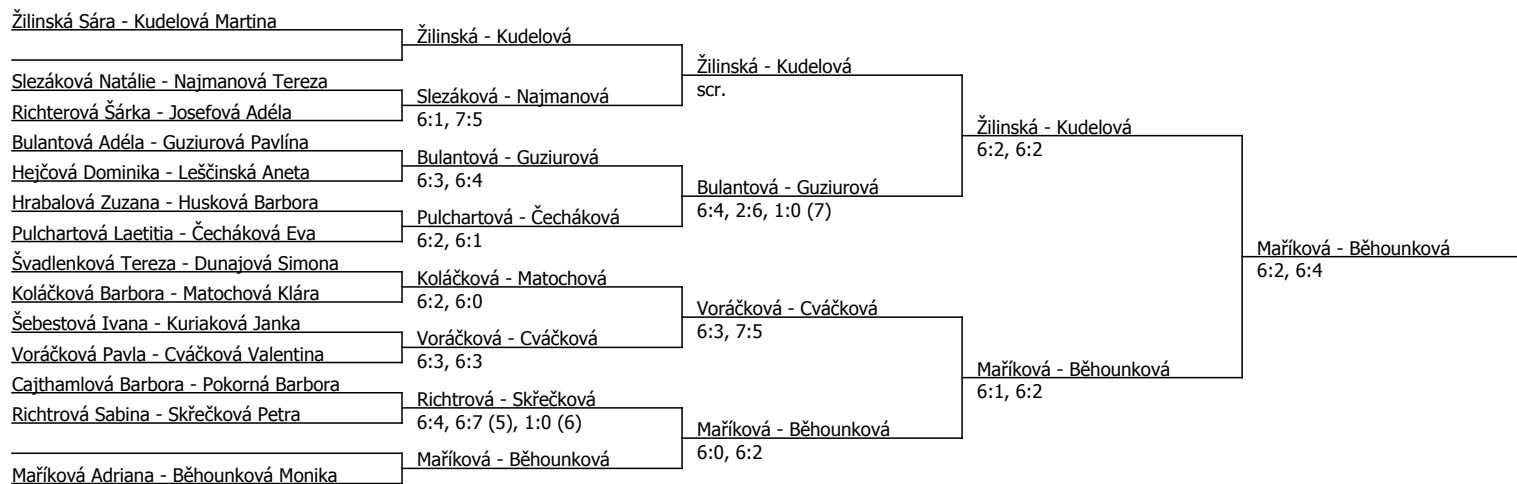 Žilinská Sára - Kudelová Martina
Slezáková Natálie - Najmanová Tereza
Richterová Šárka - Josefová Adéla
Bulantová Adéla - Guziurová Pavlína
Hejčová Dominika - Leščinská Aneta
Hrabalová Zuzana - Husková Barbora
Pulchartová Laetitia - Čecháková Eva
Švadlenková Tereza - Dunajová Simona
Koláčková Barbora - Matochová Klára
Šebestová Ivana - Kuriaková Janka
Voráčková Pavla - Cváčková Valentina
Cajthamlová Barbora - Pokorná Barbora
Richtrová Sabina - Skřečková Petra
Maříková Adriana - Běhounková Monika
Žilinská - Kudelová
Slezáková - Najmanová
6:1, 7:5
Bulantová - Guziurová
6:3, 6:4
Pulchartová - Čecháková
6:2, 6:1
Koláčková - Matochová
6:2, 6:0
Voráčková - Cváčková
6:3, 6:3
Richtrová - Skřečková
6:4, 6:7 (5), 1:0 (6)
Maříková - Běhounková
Žilinská - Kudelová
scr.
Bulantová - Guziurová
6:4, 2:6, 1:0 (7)
Voráčková - Cváčková
6:3, 7:5
Maříková - Běhounková
6:0, 6:2
Žilinská - Kudelová
6:2, 6:2
Maříková - Běhounková
6:1, 6:2
Maříková - Běhounková
6:2, 6:4